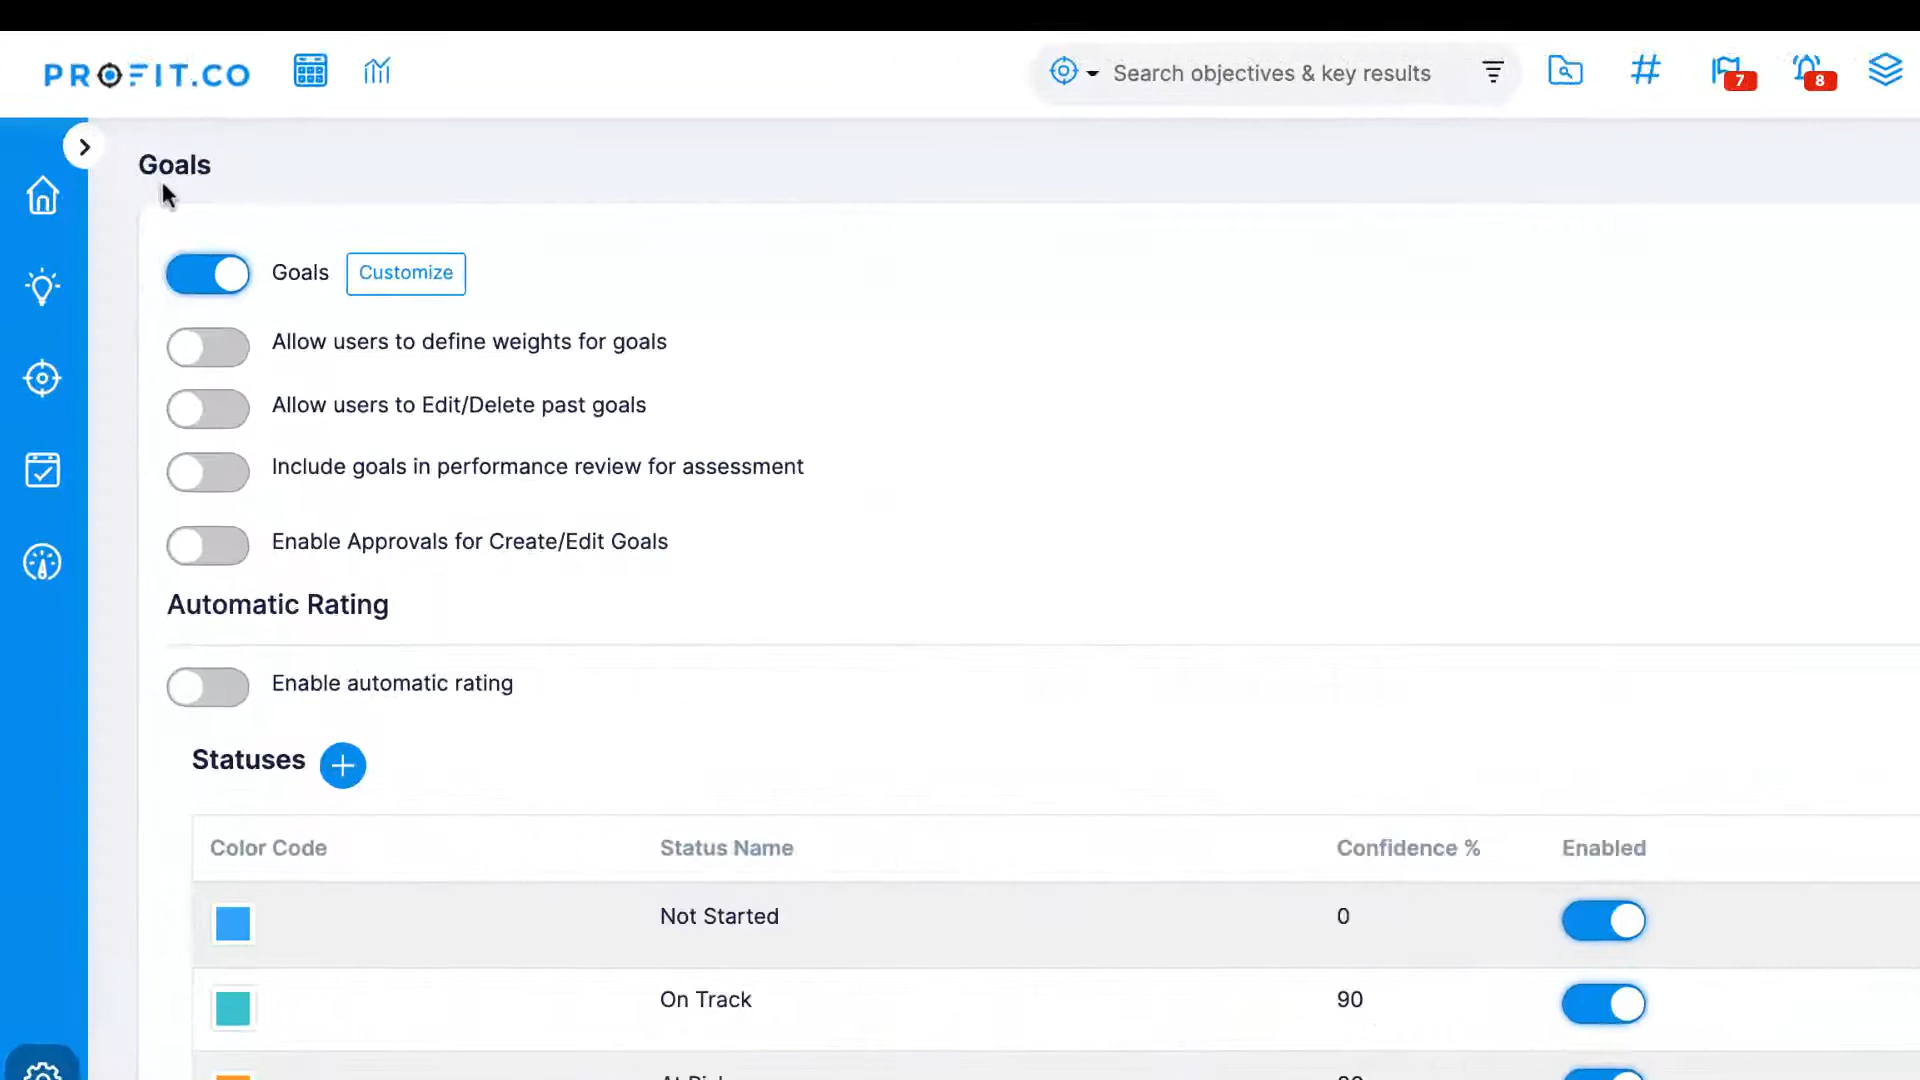 PROFIT.CO
Search objectives & key results
7
8
Goals
Goals
Customize
Allow users to define weights for goals
Allow users to Edit/Delete past goals
Include goals in performance review for assessment
Enable Approvals for Create/Edit Goals
Automatic Rating
Enable automatic rating
Statuses
Color Code Status Name Confidence % Enabled
Not Started 0
On Track 90